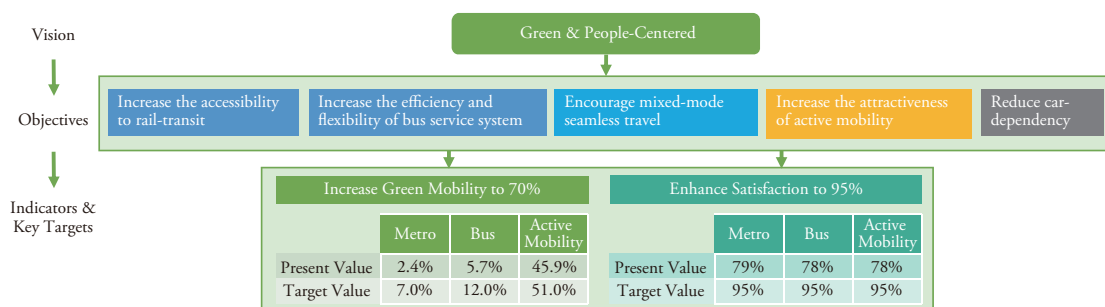 Vision
Green & People-Centered
Objectives
Increase the accessibility
to rail-transit
Increase the efficiency and
flexibility of bus service system
Encourage mixed-mode
seamless travel
Increase the attractiveness
of active mobility
Reduce car-
dependency
Indicators &
Key Targets
Increase Green Mobility to 70%
Metro Bus Active
Mobility
Present Value 2.4% 5.7% 45.9%
Target Value 7.0% 12.0% 51.0%
Enhance Satisfaction to 95%
Metro Bus Active
Mobility
Present Value 79% 78% 78%
Target Value 95% 95% 95%